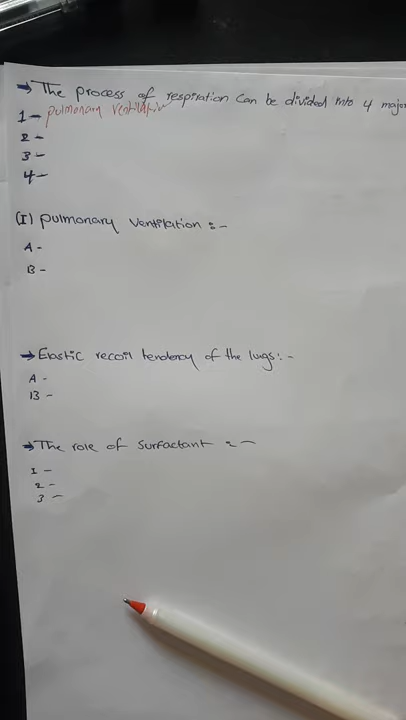 → The process of respiration can be divided into 4 major
1 - pulmonary ventilation
2 -
3 -
4 -
(I) pulmonary ventilation :-
A -
B -
→ Elastic recoil tendency of the lugs:-
A -
B -
→ The role of surfactant :-
1 -
2 -
3 -